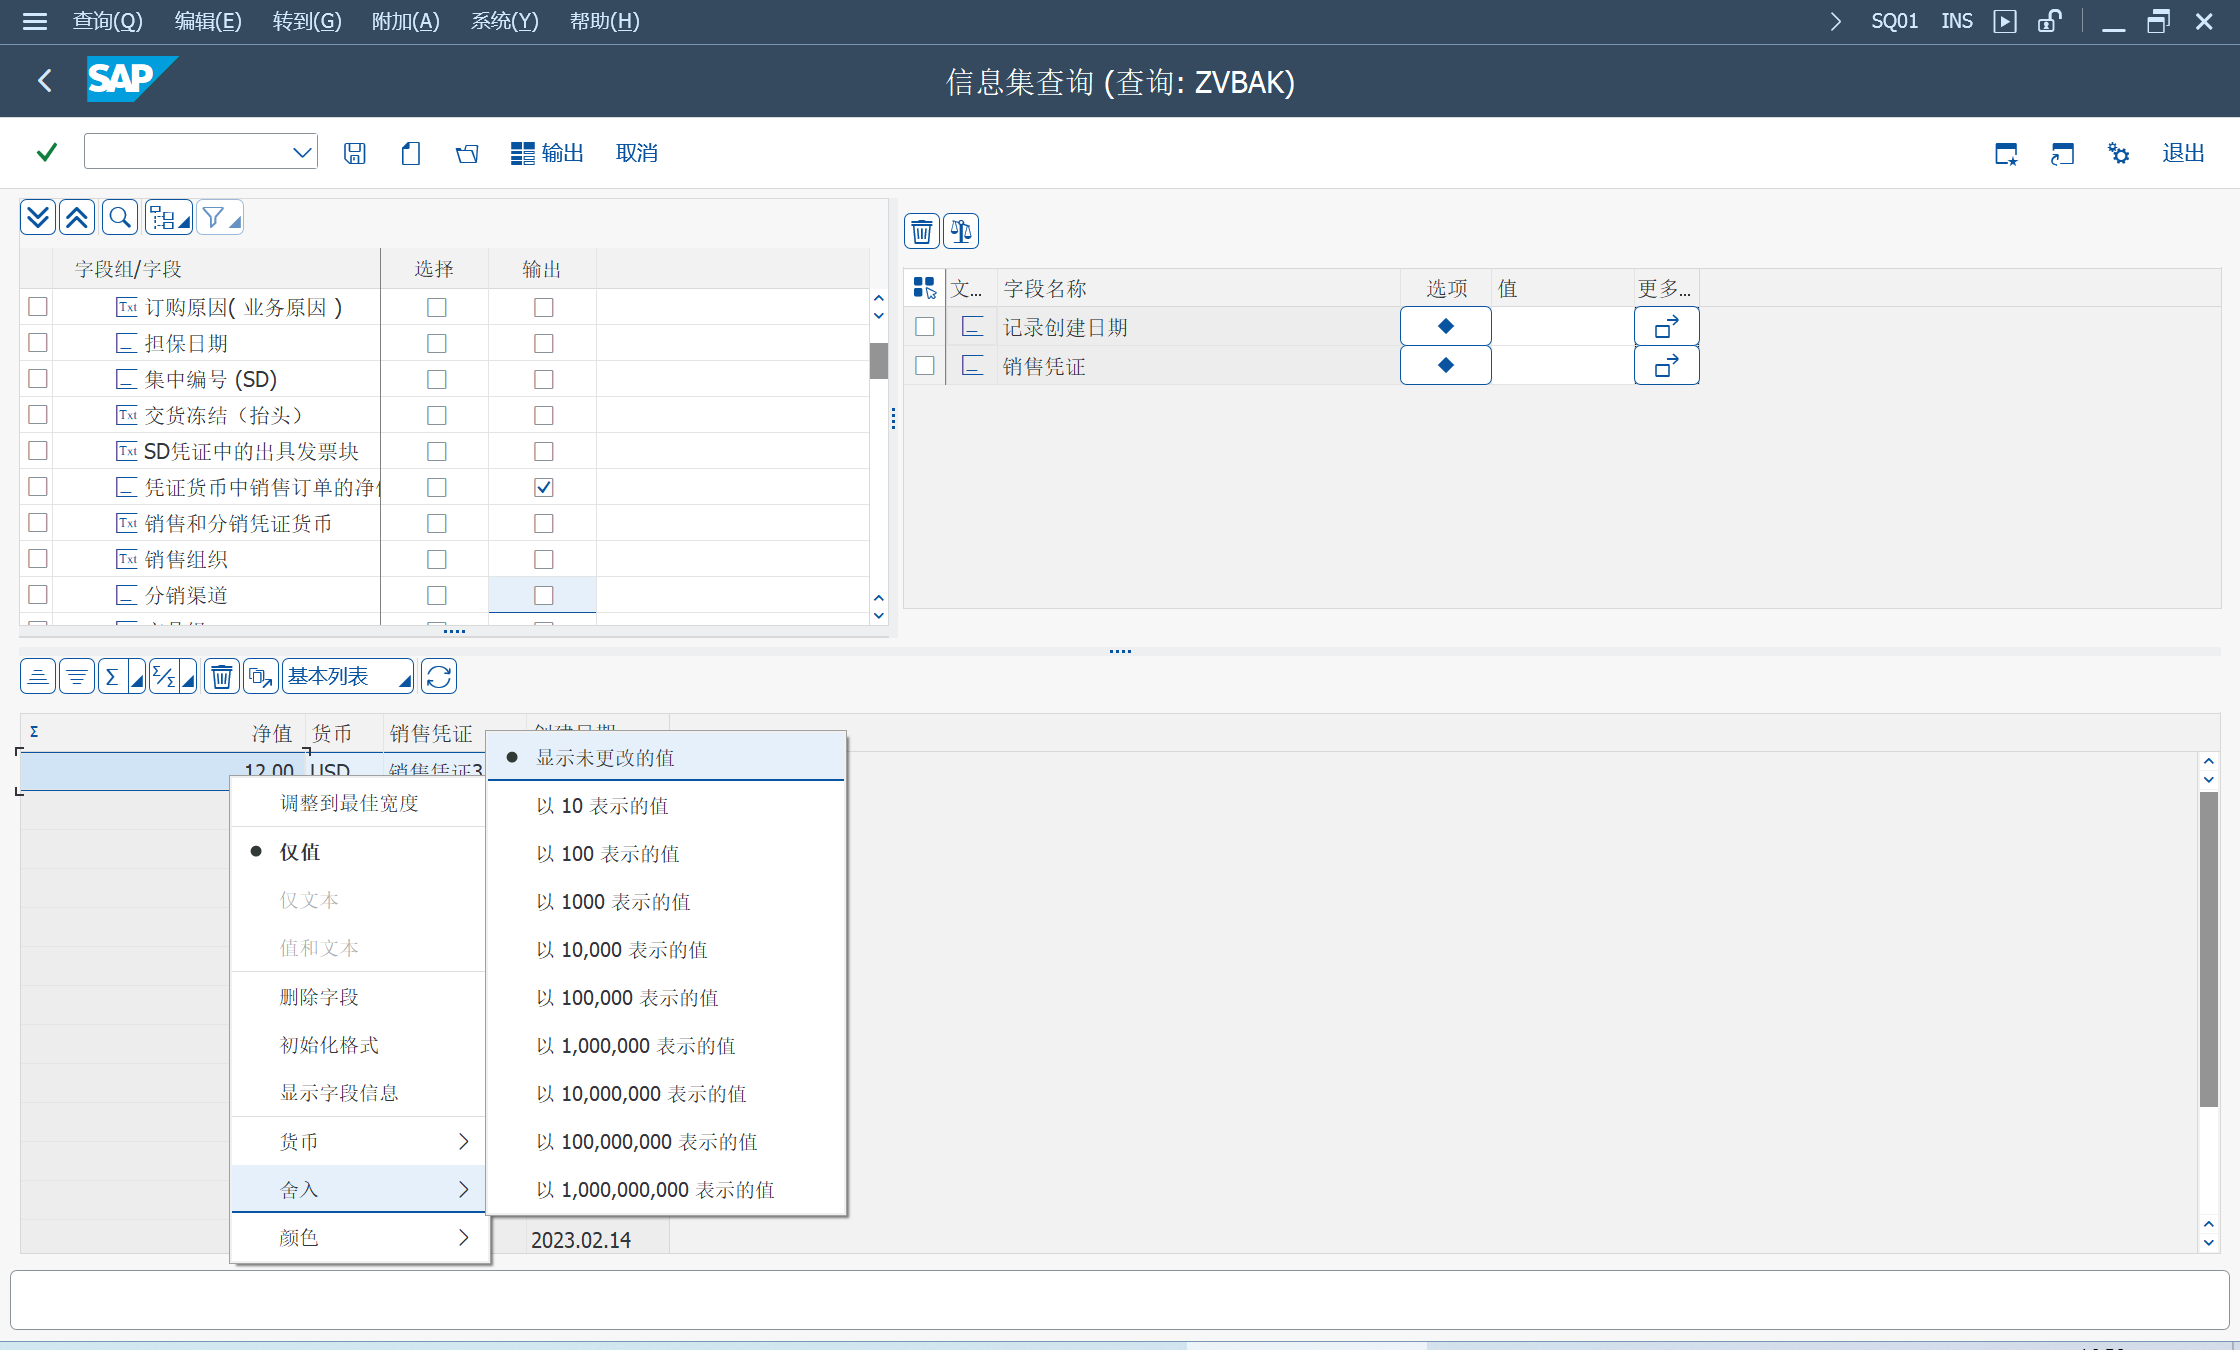 查询(Q) 编辑(E) 转到(G) 附加(A) 系统(Y) 帮助(H) SQ01 INS
SAP 信息集查询 (查询: ZVBAK)
输出 取消 退出
字段组/字段 选择 输出
Txt 订购原因( 业务原因 )
担保日期
集中编号 (SD)
Txt 交货冻结（抬头）
Txt SD凭证中的出具发票块
凭证货币中销售订单的净
Txt 销售和分销凭证货币
Txt 销售组织
分销渠道
文... 字段名称 选项 值 更多...
记录创建日期
销售凭证
基本列表
Σ 净值 货币 销售凭证 创建日期
12.00 USD 销售凭证3
调整到最佳宽度
仅值
仅文本
值和文本
删除字段
初始化格式
显示字段信息
货币
舍入
颜色
显示未更改的值
以 10 表示的值
以 100 表示的值
以 1000 表示的值
以 10,000 表示的值
以 100,000 表示的值
以 1,000,000 表示的值
以 10,000,000 表示的值
以 100,000,000 表示的值
以 1,000,000,000 表示的值
2023.02.14